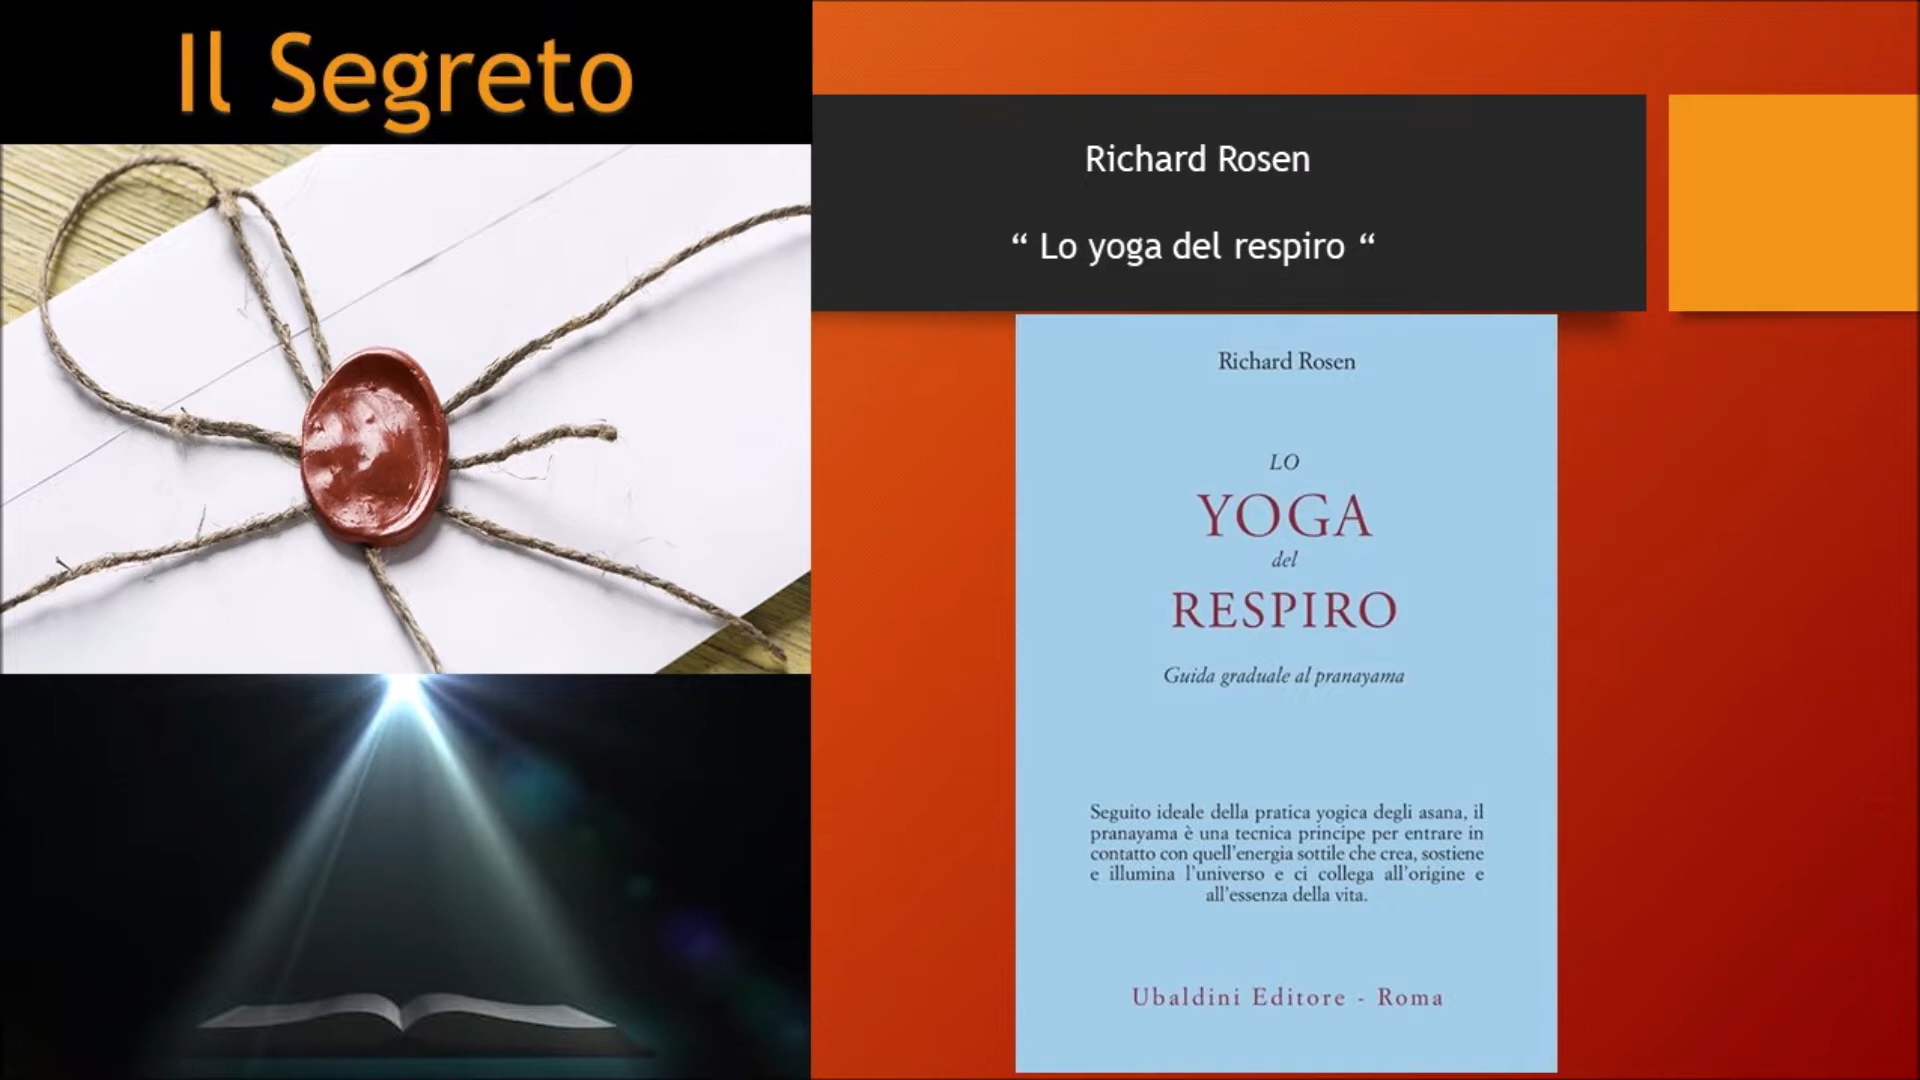 Il Segreto
Richard Rosen
“ Lo yoga del respiro “
Richard Rosen
LO
YOGA
del
RESPIRO
Guida graduale al pranayama
Seguito ideale della pratica yogica degli asana, il
pranayama è una tecnica principe per entrare in
contatto con quell'energia sottile che crea, sostiene
e illumina l'universo e ci collega all'origine e
all'essenza della vita.
Ubaldini Editore - Roma